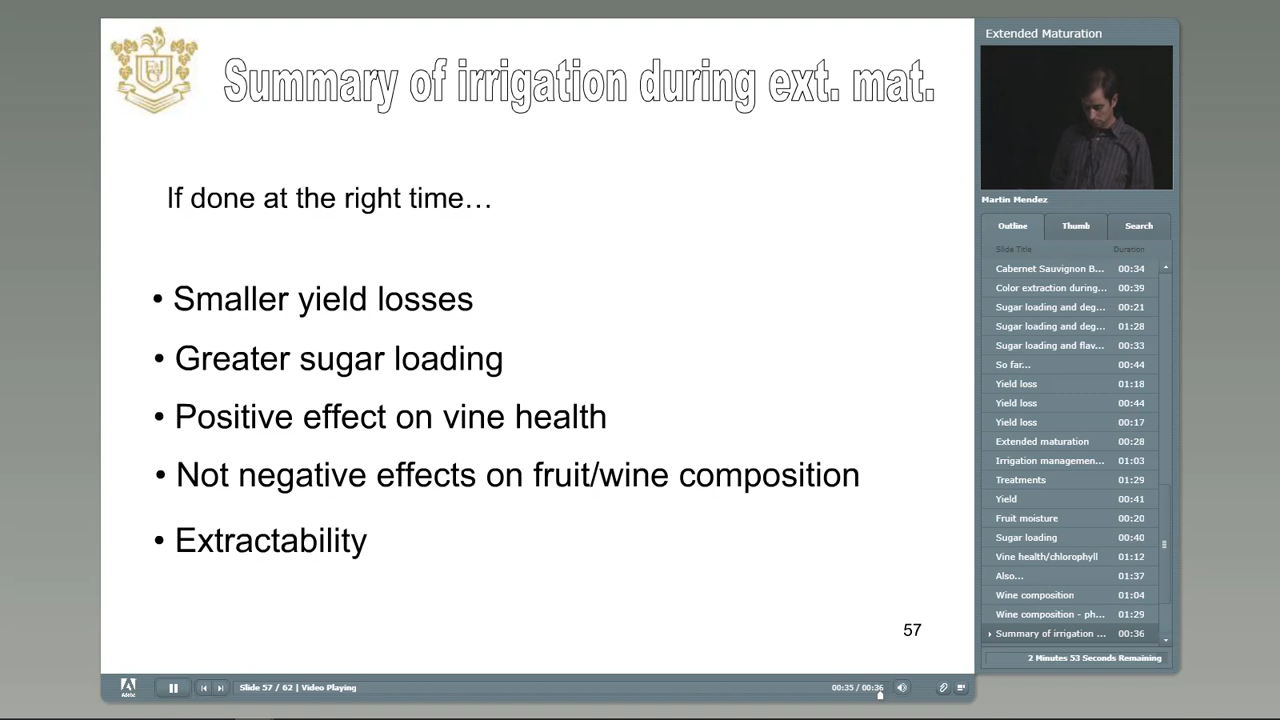 Summary of irrigation during ext. mat.
If done at the right time…
• Smaller yield losses
• Greater sugar loading
• Positive effect on vine health
• Not negative effects on fruit/wine composition
• Extractability
57
Extended Maturation
Martin Mendez
Outline Thumb Search
Slide Title Duration
Cabernet Sauvignon B... 00:34
Color extraction during... 00:39
Sugar loading and deg... 00:21
Sugar loading and deg... 01:28
Sugar loading and flav... 00:33
So far... 00:44
Yield loss 01:18
Yield loss 00:44
Yield loss 00:17
Extended maturation 00:28
Irrigation managemen... 01:03
Treatments 01:29
Yield 00:41
Fruit moisture 00:20
Sugar loading 00:40
Vine health/chlorophyll 01:12
Also... 01:37
Wine composition 01:04
Wine composition - ph... 01:29
Summary of irrigation ... 00:36
2 Minutes 53 Seconds Remaining
Adobe
Slide 57 / 62 | Video Playing
00:35 / 00:36